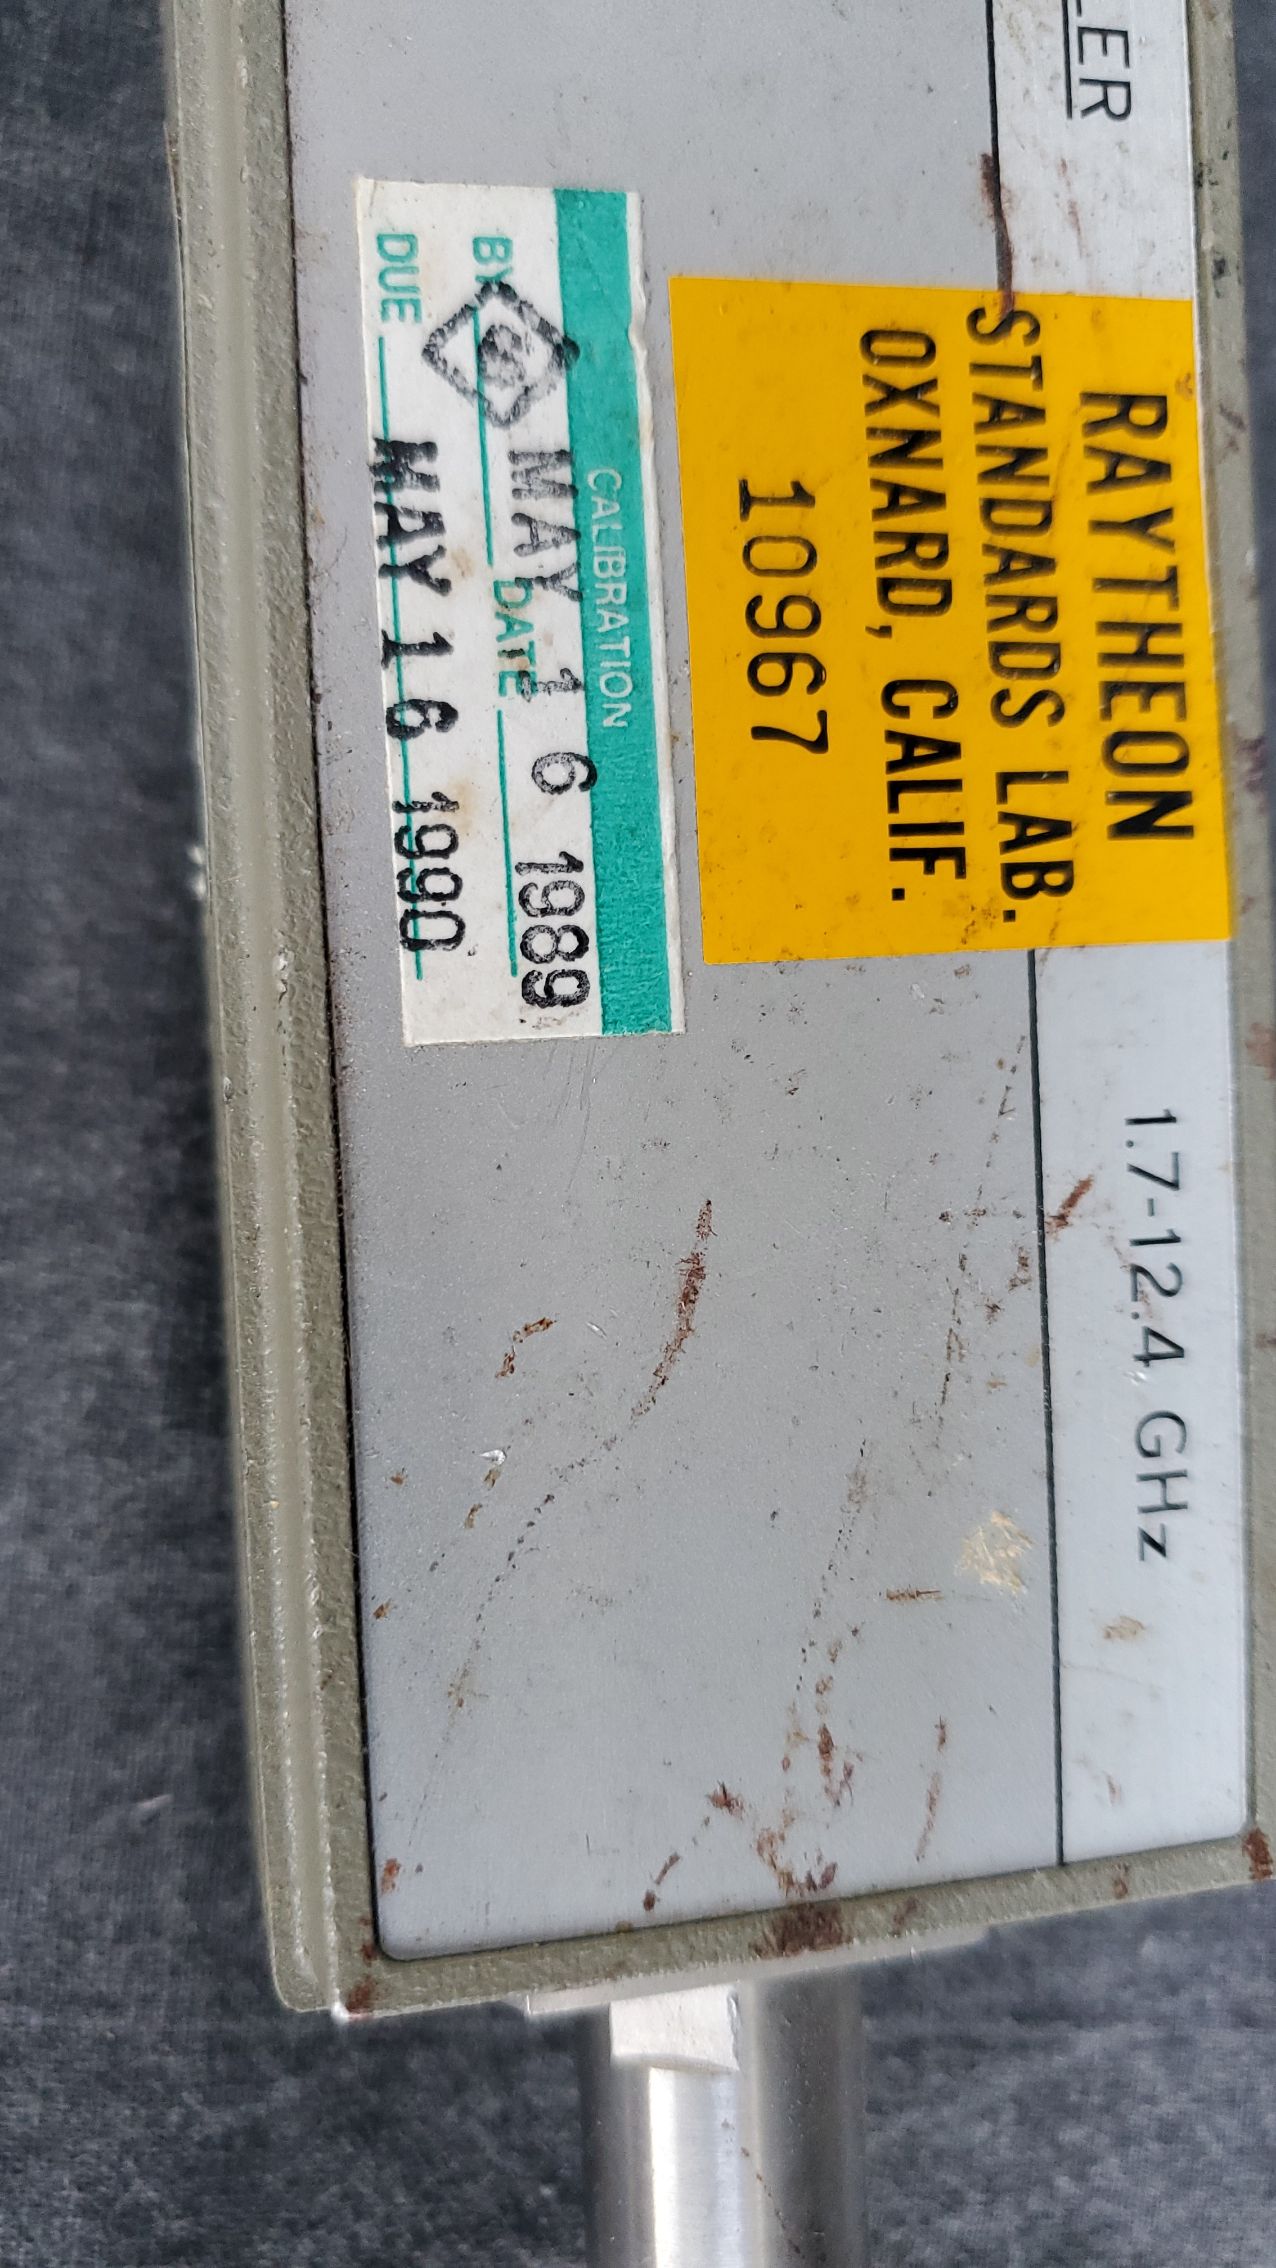 LER
1.7-12.4 GHz
RAYTHEON
STANDARDS LAB.
OXNARD, CALIF.
10967
CALIBRATION
BY DATE MAY 16 1989
DUE MAY 16 1990